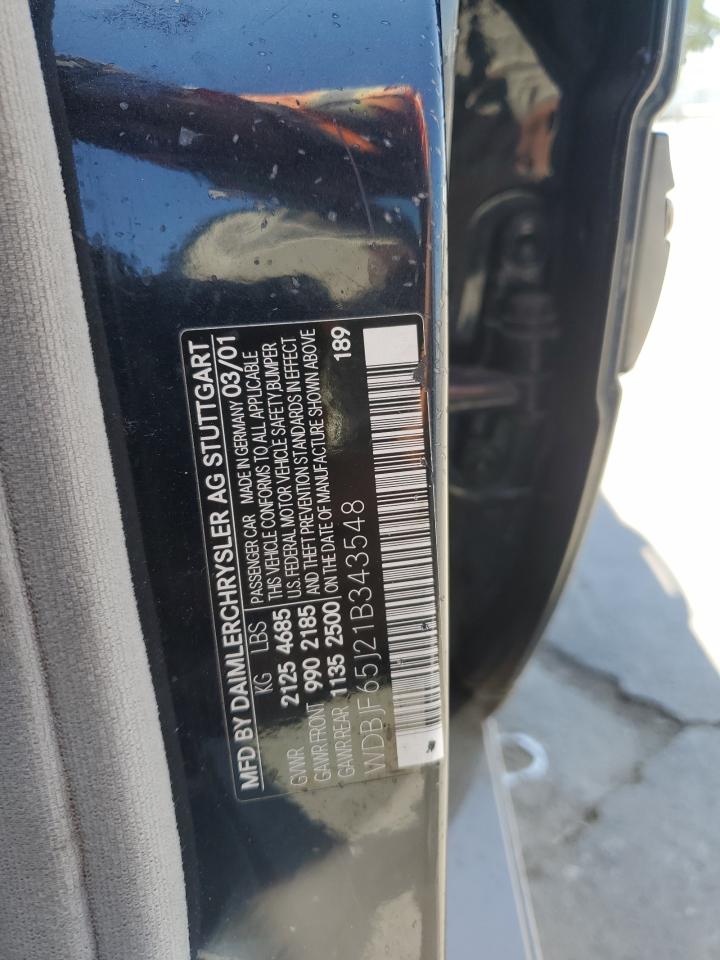 MFD BY DAIMLERCHRYSLER AG STUTTGART
KG LBS PASSENGER CAR MADE IN GERMANY 03/01
GVWR 2125 4685 THIS VEHICLE CONFORMS TO ALL APPLICABLE
U.S. FEDERAL MOTOR VEHICLE SAFETY BUMPER
GAWR FRONT 990 2185 AND THEFT PREVENTION STANDARDS IN EFFECT
GAWR REAR 1135 2500 ON THE DATE OF MANUFACTURE SHOWN ABOVE
WDBJF65J21B343548 189